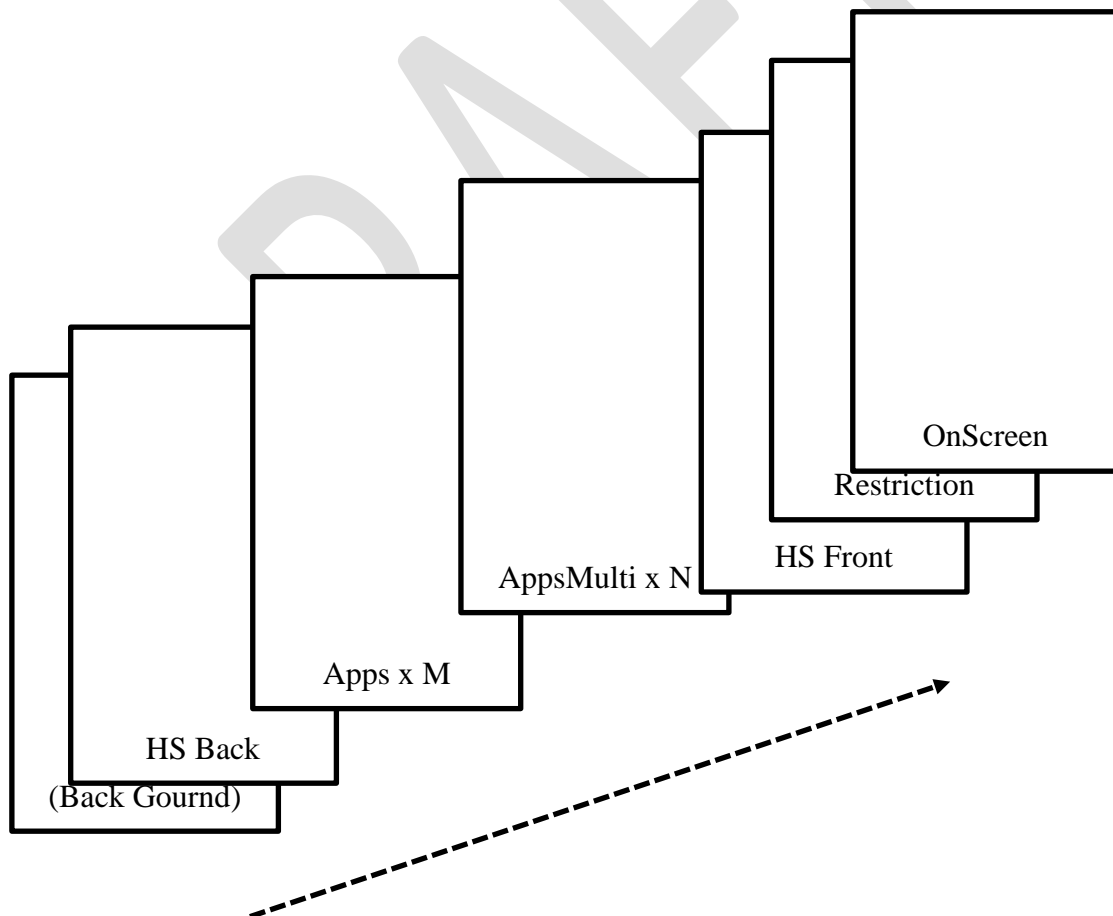 OnScreen
Restriction
HS Front
AppsMulti x N
Apps x M
HS Back
(Back Gournd)